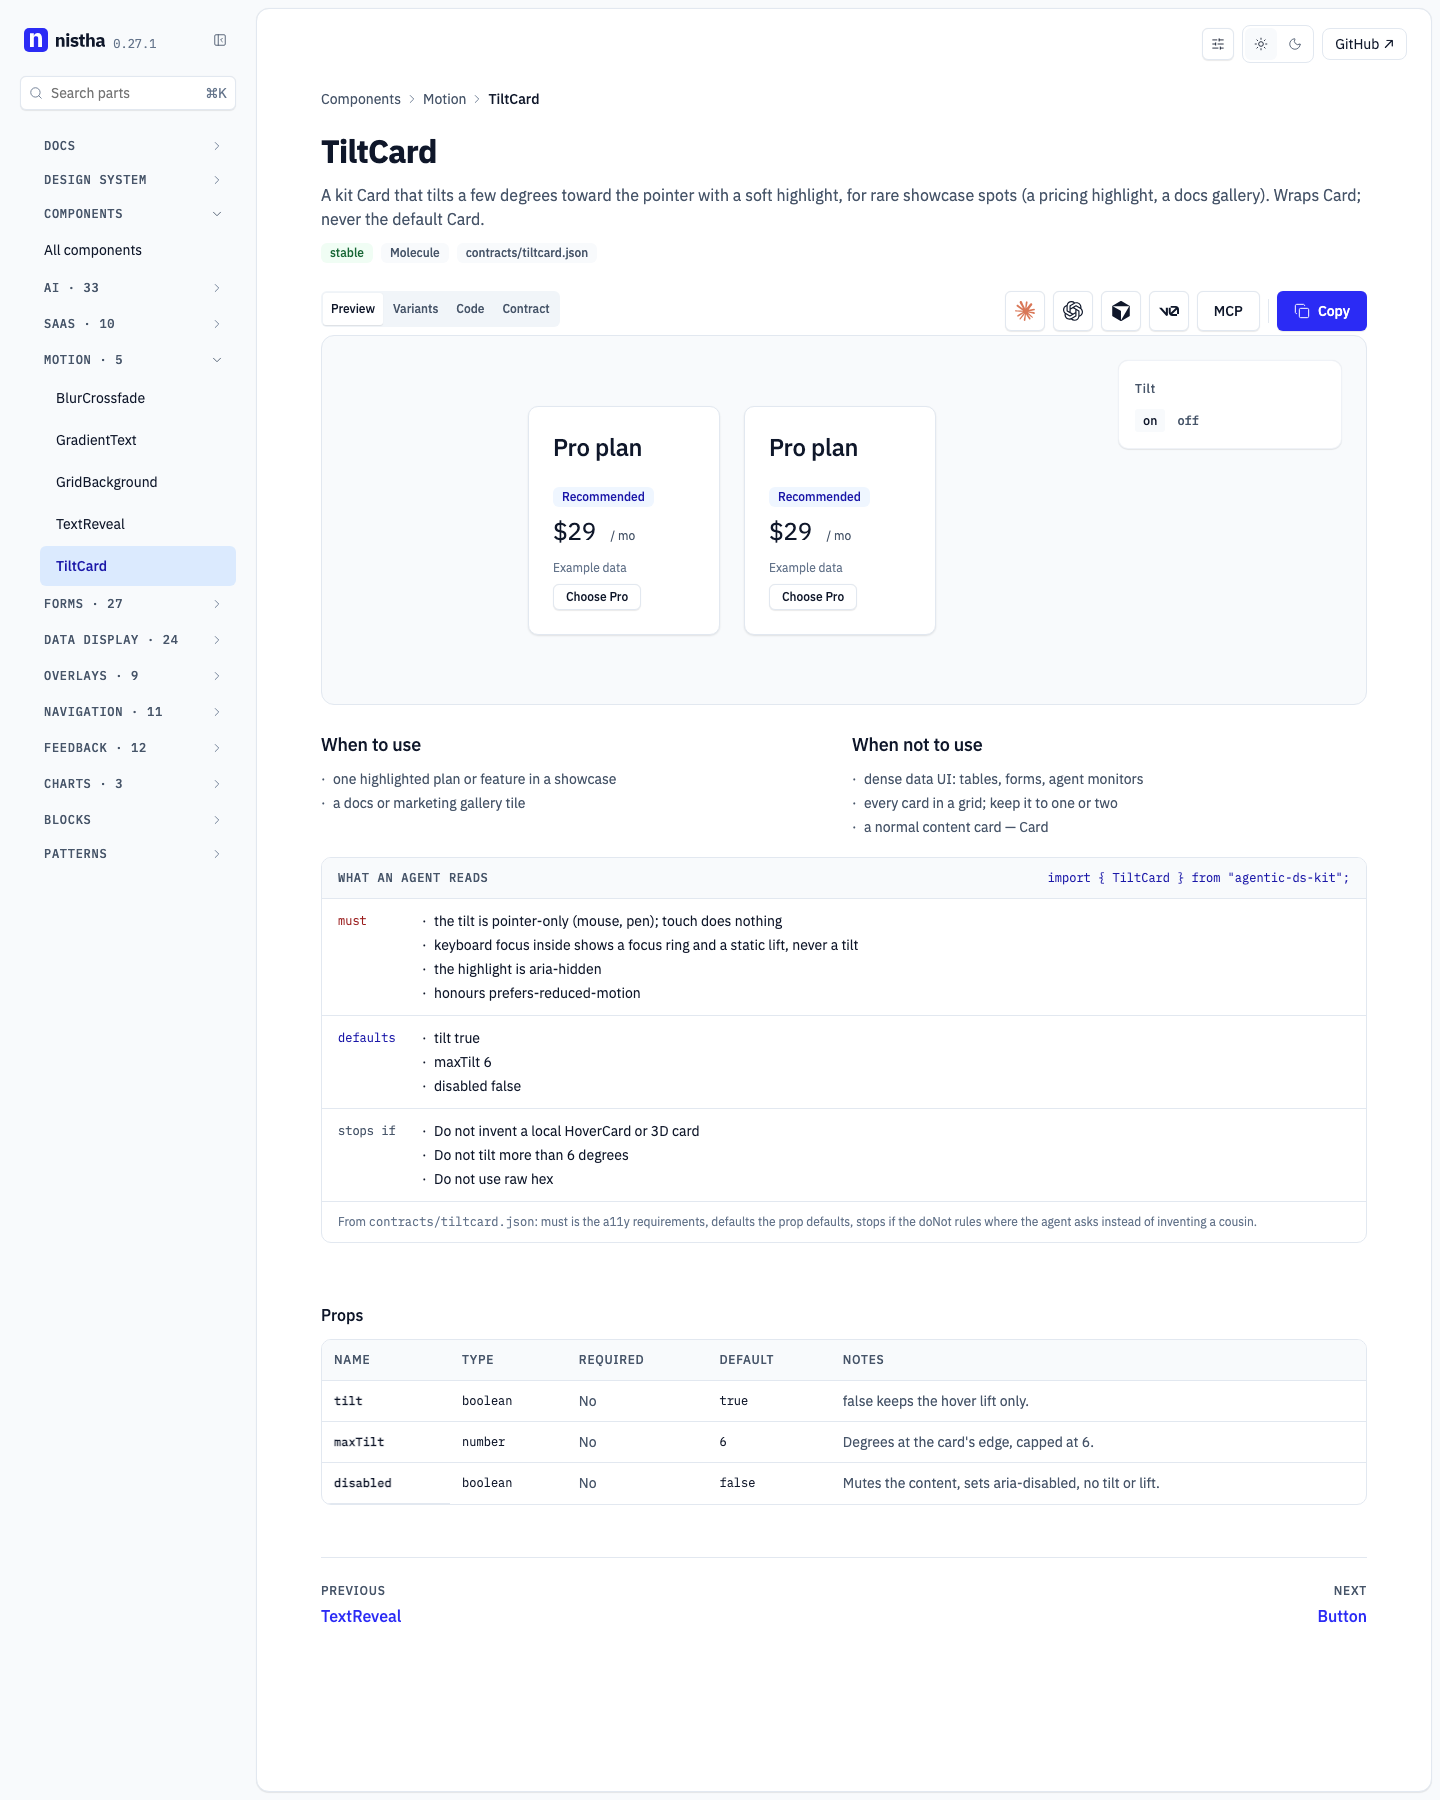 n nistha 0.27.1
Search parts ⌘K
DOCS
DESIGN SYSTEM
COMPONENTS
All components
AI · 33
SAAS · 10
MOTION · 5
BlurCrossfade
GradientText
GridBackground
TextReveal
TiltCard
FORMS · 27
DATA DISPLAY · 24
OVERLAYS · 9
NAVIGATION · 11
FEEDBACK · 12
CHARTS · 3
BLOCKS
PATTERNS
GitHub ↗
Components > Motion > TiltCard
TiltCard
A kit Card that tilts a few degrees toward the pointer with a soft highlight, for rare showcase spots (a pricing highlight, a docs gallery). Wraps Card;
never the default Card.
stable Molecule contracts/tiltcard.json
Preview Variants Code Contract
v0 MCP Copy
Tilt
on off
Pro plan
Recommended
$29 / mo
Example data
Choose Pro
Pro plan
Recommended
$29 / mo
Example data
Choose Pro
When to use
· one highlighted plan or feature in a showcase
· a docs or marketing gallery tile
When not to use
· dense data UI: tables, forms, agent monitors
· every card in a grid; keep it to one or two
· a normal content card — Card
WHAT AN AGENT READS import { TiltCard } from "agentic-ds-kit";
must · the tilt is pointer-only (mouse, pen); touch does nothing
· keyboard focus inside shows a focus ring and a static lift, never a tilt
· the highlight is aria-hidden
· honours prefers-reduced-motion
defaults · tilt true
· maxTilt 6
· disabled false
stops if · Do not invent a local HoverCard or 3D card
· Do not tilt more than 6 degrees
· Do not use raw hex
From contracts/tiltcard.json: must is the a11y requirements, defaults the prop defaults, stops if the doNot rules where the agent asks instead of inventing a cousin.
Props
NAME TYPE REQUIRED DEFAULT NOTES
tilt boolean No true false keeps the hover lift only.
maxTilt number No 6 Degrees at the card's edge, capped at 6.
disabled boolean No false Mutes the content, sets aria-disabled, no tilt or lift.
PREVIOUS NEXT
TextReveal Button